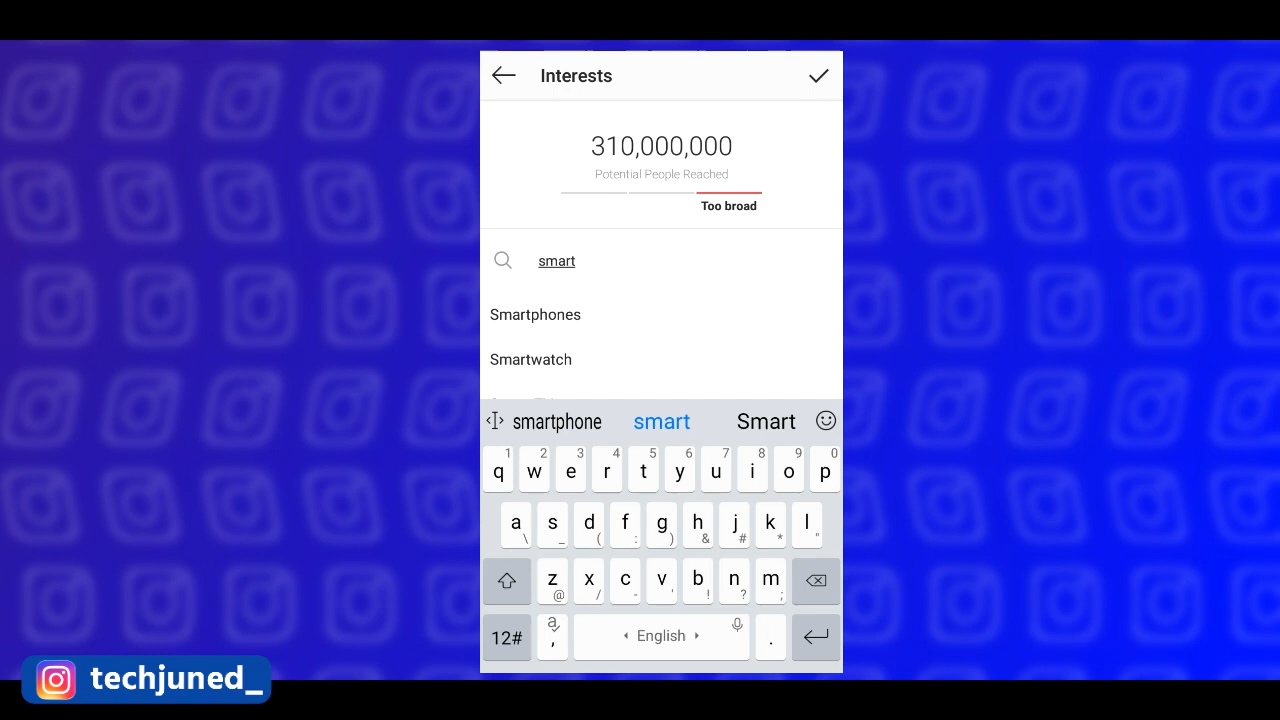 Interests
310,000,000
Potential People Reached
Too broad
smart
Smartphones
Smartwatch
smartphone smart Smart
1 2 3 4 5 6 7 8 9 0
q w e r t y u i o p
a s d f g h j k l
\ _ ( : ) & # * "
z x c v b n m
@ / - ' ! ? ;
12# a , English .
techjuned_